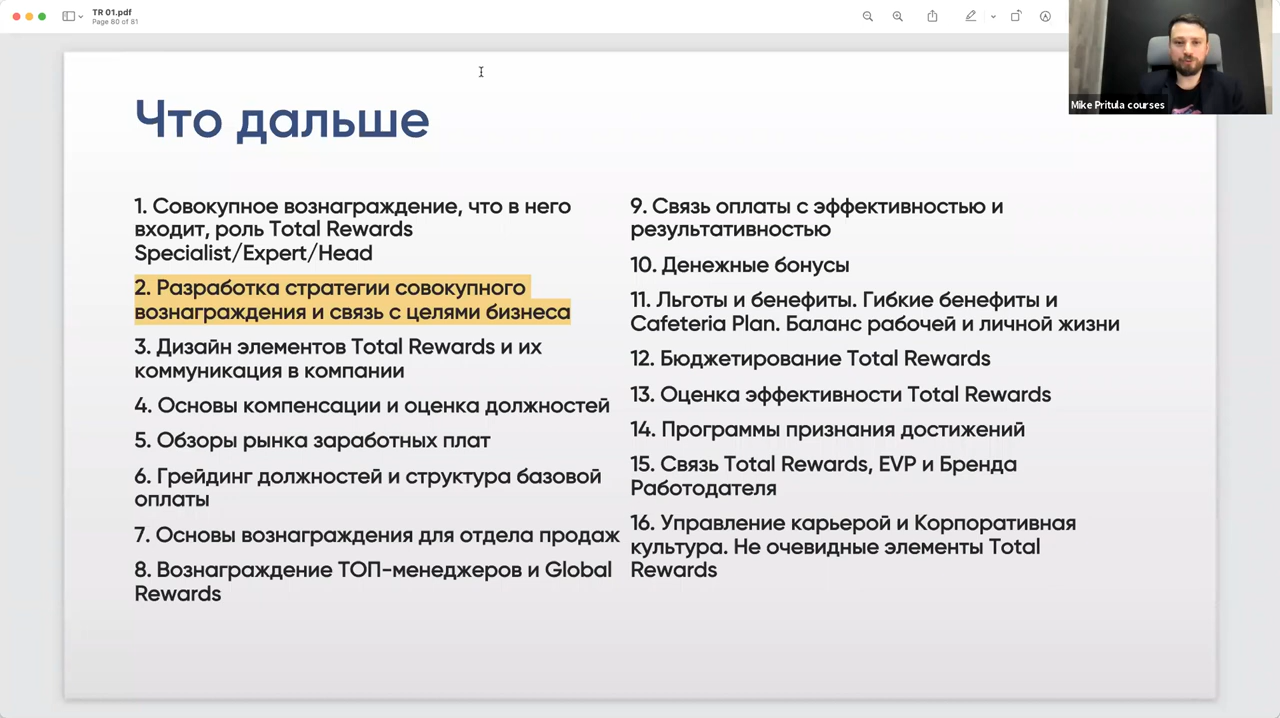 TR 01.pdf
Page 80 of 81
Mike Pritula courses
Что дальше
1. Совокупное вознаграждение, что в него
входит, роль Total Rewards
Specialist/Expert/Head
2. Разработка стратегии совокупного
вознаграждения и связь с целями бизнеса
3. Дизайн элементов Total Rewards и их
коммуникация в компании
4. Основы компенсации и оценка должностей
5. Обзоры рынка заработных плат
6. Грейдинг должностей и структура базовой
оплаты
7. Основы вознаграждения для отдела продаж
8. Вознаграждение ТОП-менеджеров и Global
Rewards
9. Связь оплаты с эффективностью и
результативностью
10. Денежные бонусы
11. Льготы и бенефиты. Гибкие бенефиты и
Cafeteria Plan. Баланс рабочей и личной жизни
12. Бюджетирование Total Rewards
13. Оценка эффективности Total Rewards
14. Программы признания достижений
15. Связь Total Rewards, EVP и Бренда
Работодателя
16. Управление карьерой и Корпоративная
культура. Не очевидные элементы Total
Rewards